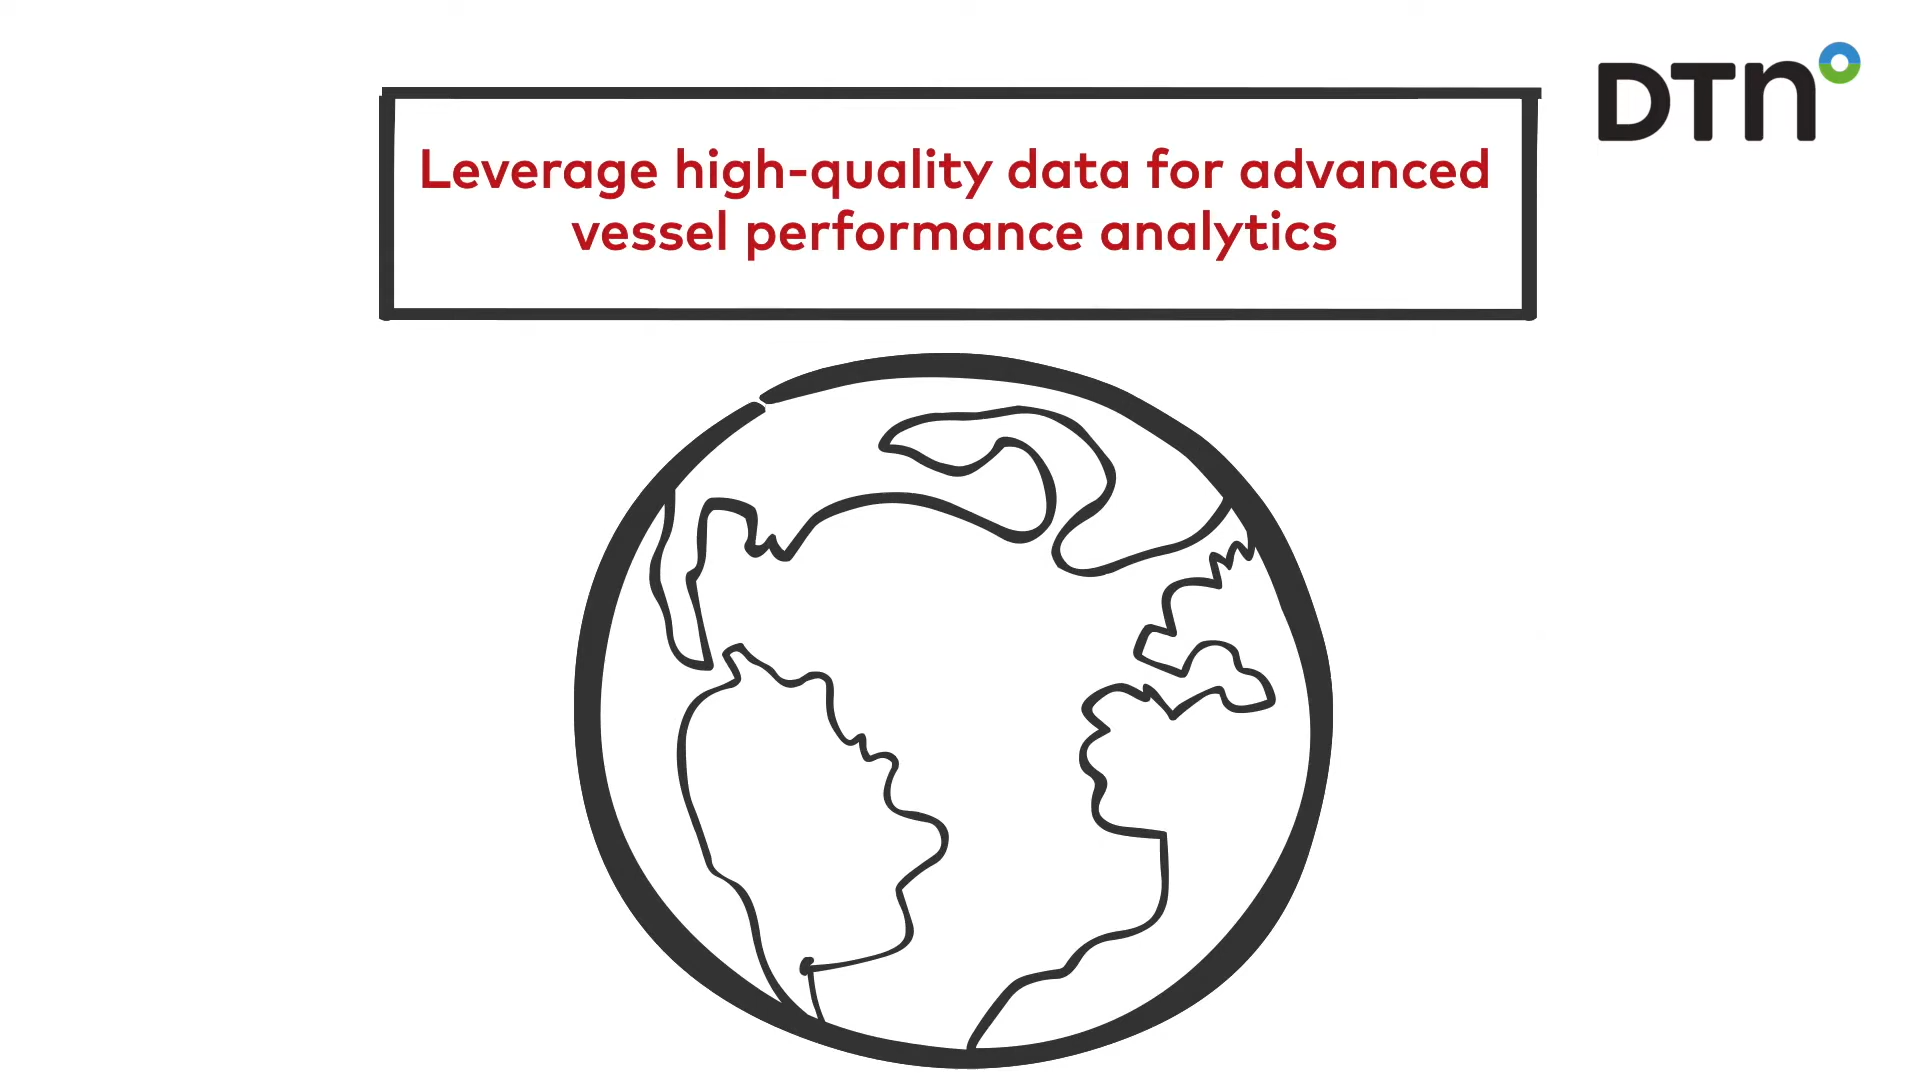 DTN
Leverage high-quality data for advanced
vessel performance analytics